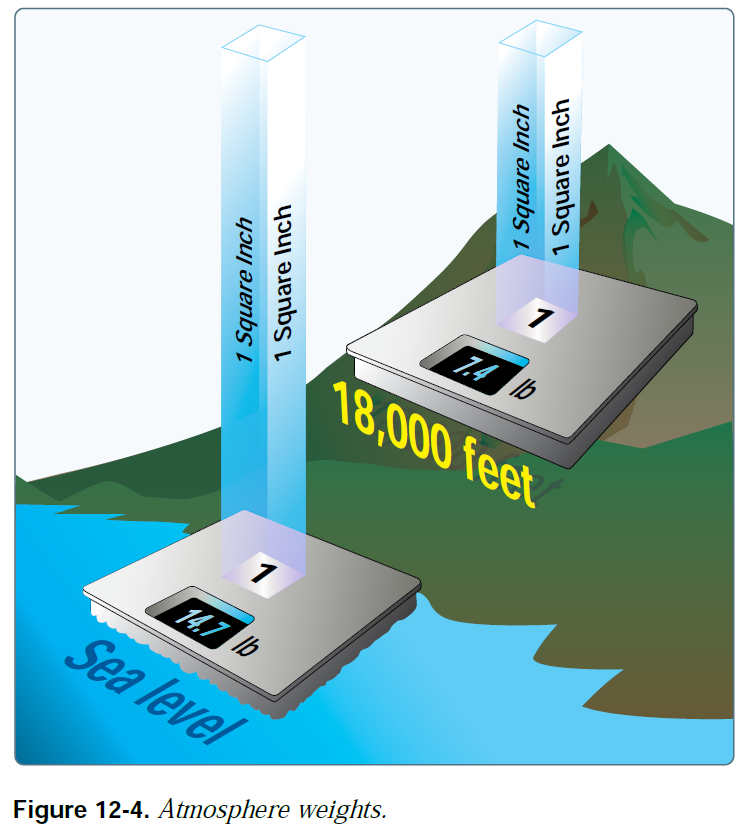 1 Square Inch
1 Square Inch
1 Square Inch
1 Square Inch
1
7.4 lb
18,000 feet
1
14.7 lb
Sea level
Figure 12-4. Atmosphere weights.